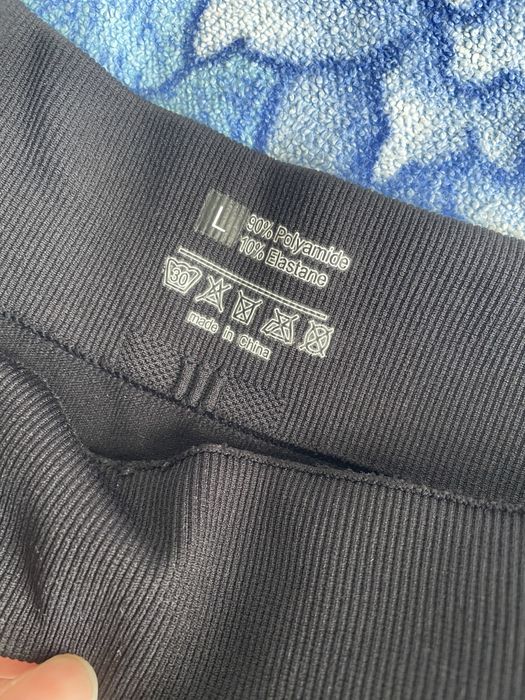 L
90% Polyamide
10% Elastane
30
made in China